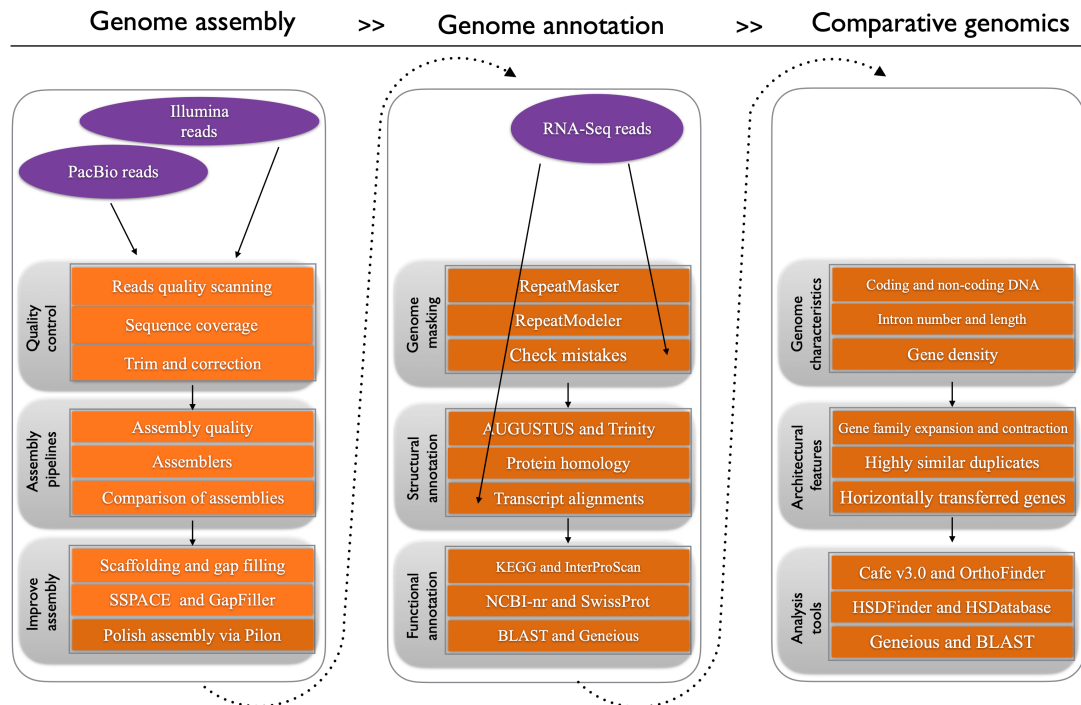 Genome assembly >> Genome annotation >> Comparative genomics
Illumina
reads
PacBio reads
Quality
control
Reads quality scanning
Sequence coverage
Trim and correction
Assembly
pipelines
Assembly quality
Assemblers
Comparison of assemblies
Improve
assembly
Scaffolding and gap filling
SSPACE and GapFiller
Polish assembly via Pilon
RNA-Seq reads
Genome
masking
RepeatMasker
RepeatModeler
Check mistakes
Structural
annotation
AUGUSTUS and Trinity
Protein homology
Transcript alignments
Functional
annotation
KEGG and InterProScan
NCBI-nr and SwissProt
BLAST and Geneious
Genome
characteristics
Coding and non-coding DNA
Intron number and length
Gene density
Architectural
features
Gene family expansion and contraction
Highly similar duplicates
Horizontally transferred genes
Analysis
tools
Cafe v3.0 and OrthoFinder
HSDFinder and HSDatabase
Geneious and BLAST